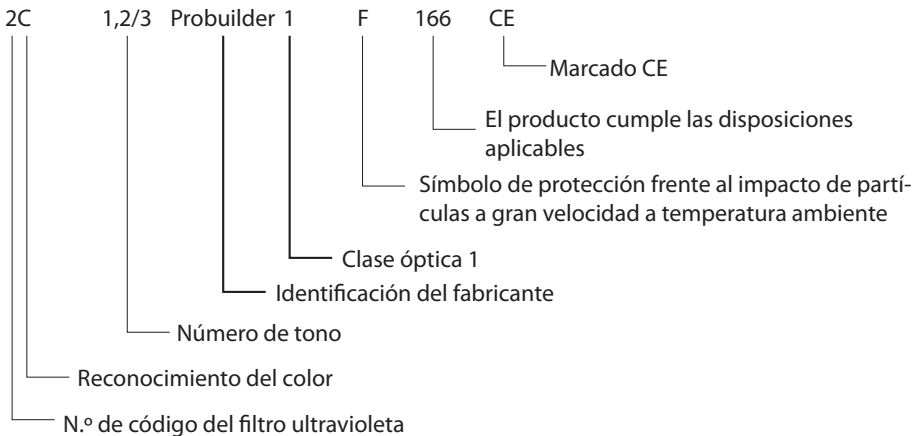 2C 1,2/3 Probuilder 1 F 166 CE
Marcado CE
El producto cumple las disposiciones
aplicables
Símbolo de protección frente al impacto de partí-
culas a gran velocidad a temperatura ambiente
Clase óptica 1
Identificación del fabricante
Número de tono
Reconocimiento del color
N.º de código del filtro ultravioleta